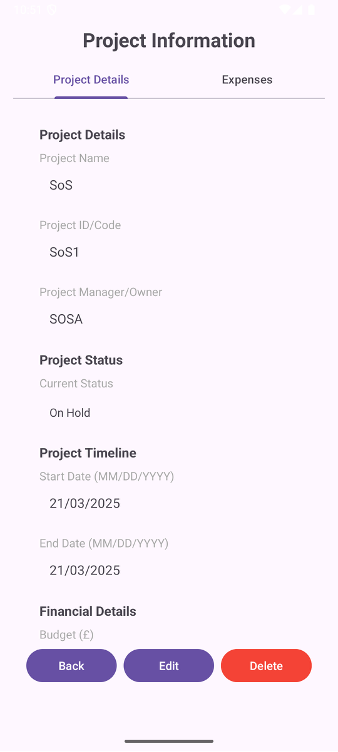 Project Information
Project Details Expenses
Project Details
Project Name
SoS
Project ID/Code
SoS1
Project Manager/Owner
SOSA
Project Status
Current Status
On Hold
Project Timeline
Start Date (MM/DD/YYYY)
21/03/2025
End Date (MM/DD/YYYY)
21/03/2025
Financial Details
Budget (£)
Back Edit Delete